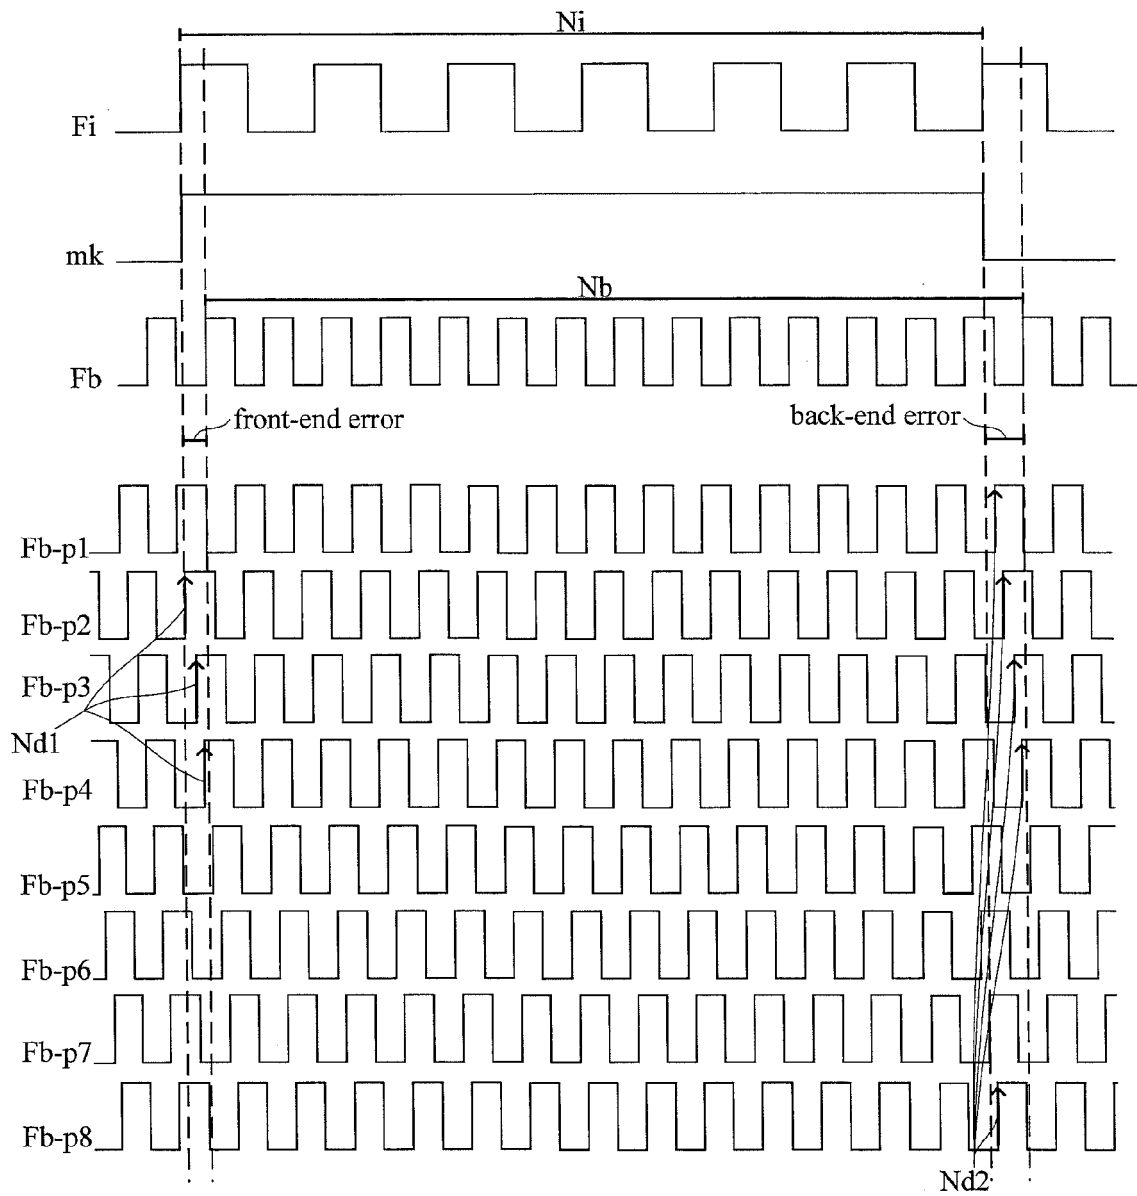 Ni
Fi
mk
Nb
Fb
front-end error
back-end error
Fb-p1
Fb-p2
Fb-p3
Nd1
Fb-p4
Fb-p5
Fb-p6
Fb-p7
Fb-p8
Nd2